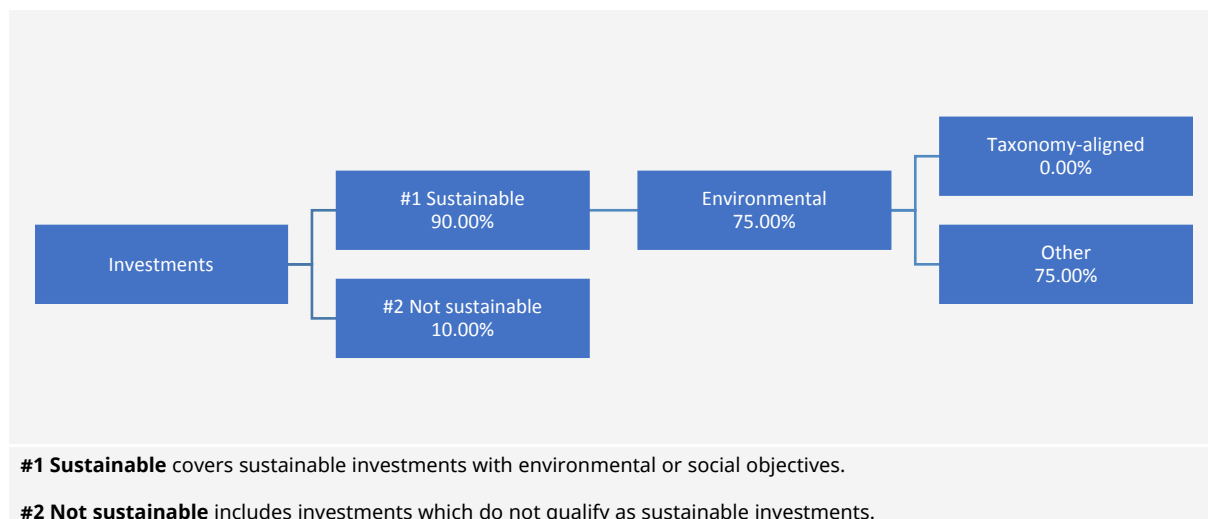 Investments
#1 Sustainable
90.00%
#2 Not sustainable
10.00%
Environmental
75.00%
Taxonomy-aligned
0.00%
Other
75.00%
#1 Sustainable covers sustainable investments with environmental or social objectives.
#2 Not sustainable includes investments which do not qualify as sustainable investments.